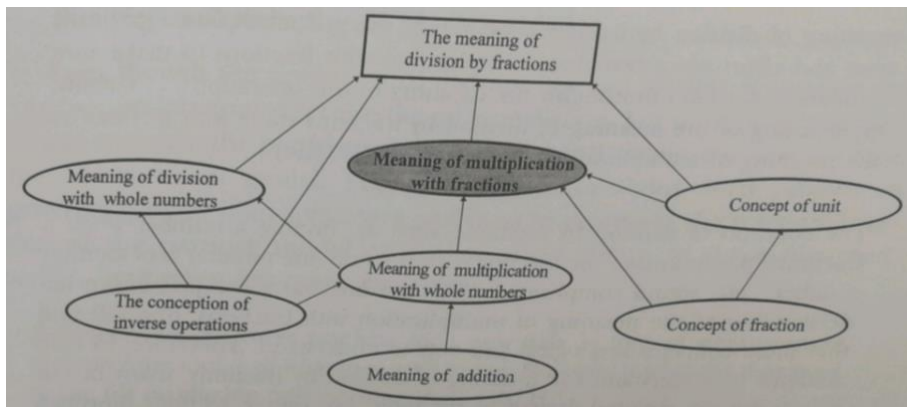 The meaning of
division by fractions
Meaning of multiplication
with fractions
Meaning of division
with whole numbers
Concept of unit
Meaning of multiplication
with whole numbers
The conception of
inverse operations
Concept of fraction
Meaning of addition